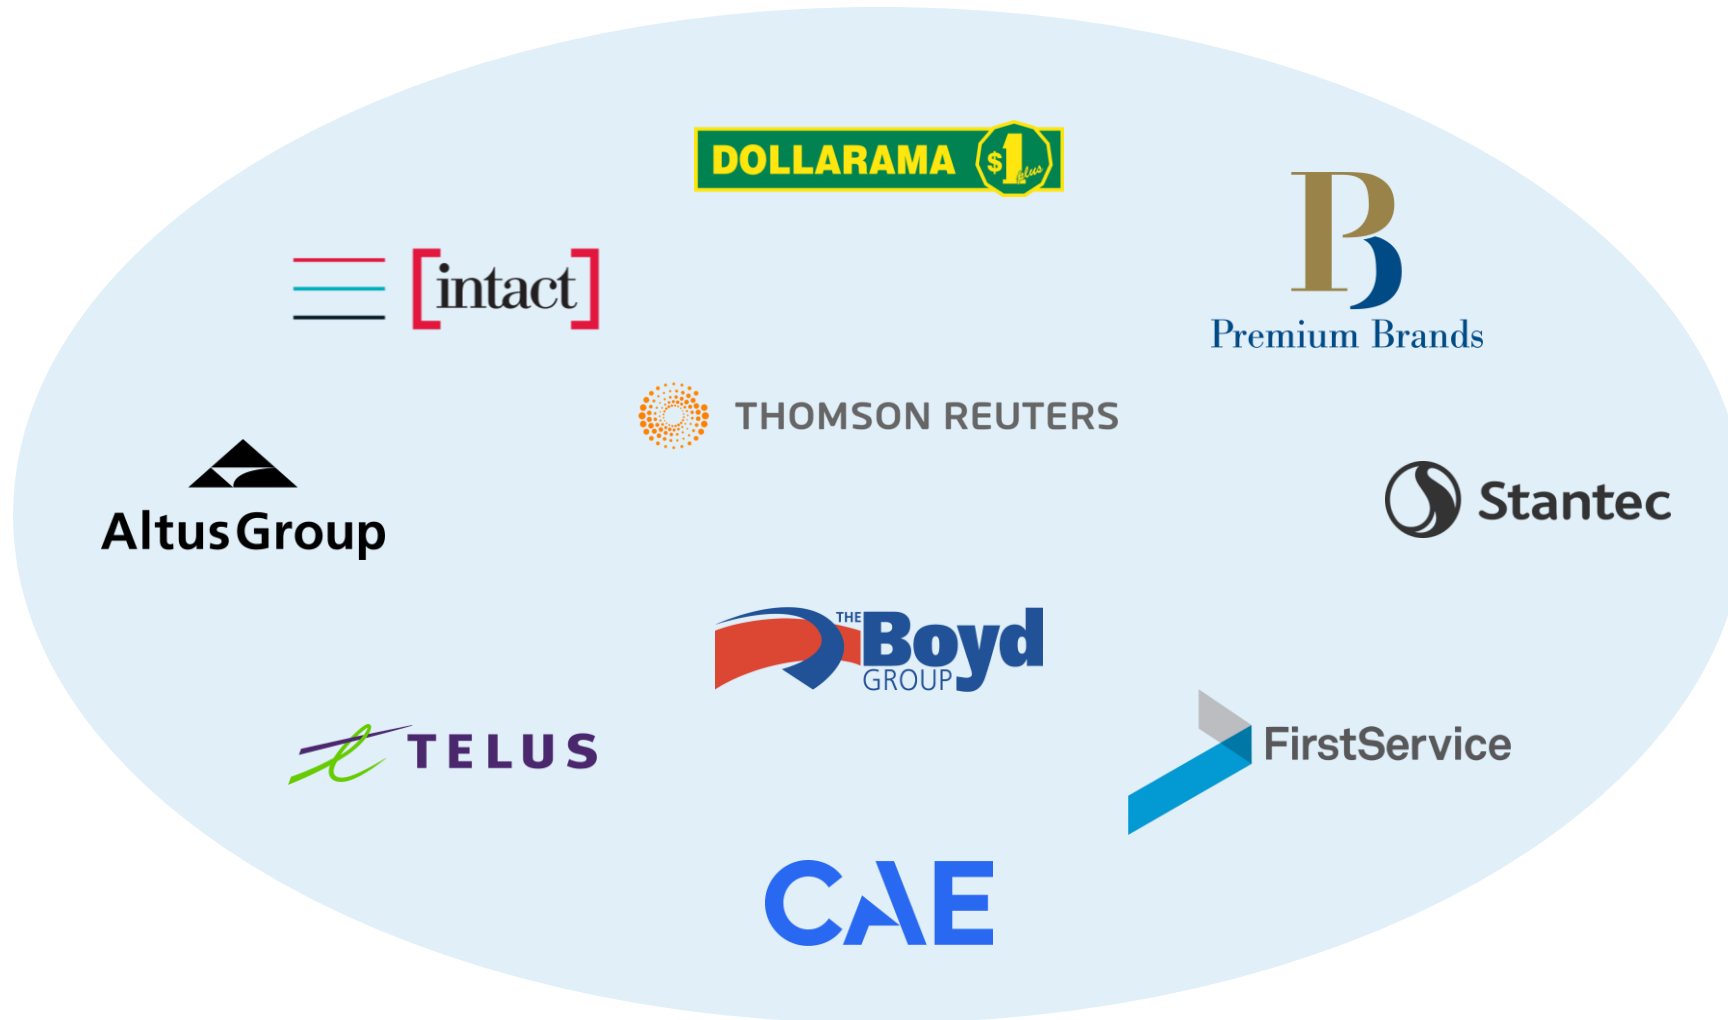 DOLLARAMA $1 plus
[intact]
Premium Brands
THOMSON REUTERS
Altus Group
Stantec
THE Boyd
GROUP
TELUS
FirstService
CAE